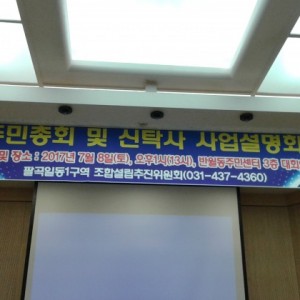 주민총회 및 신탁사 사업설명회
및 장소 : 2017년 7월 8일(토), 오후1시(13시), 반월동주민센터 3층 대회
팔곡일동1구역 조합설립추진위원회(031-437-4360)